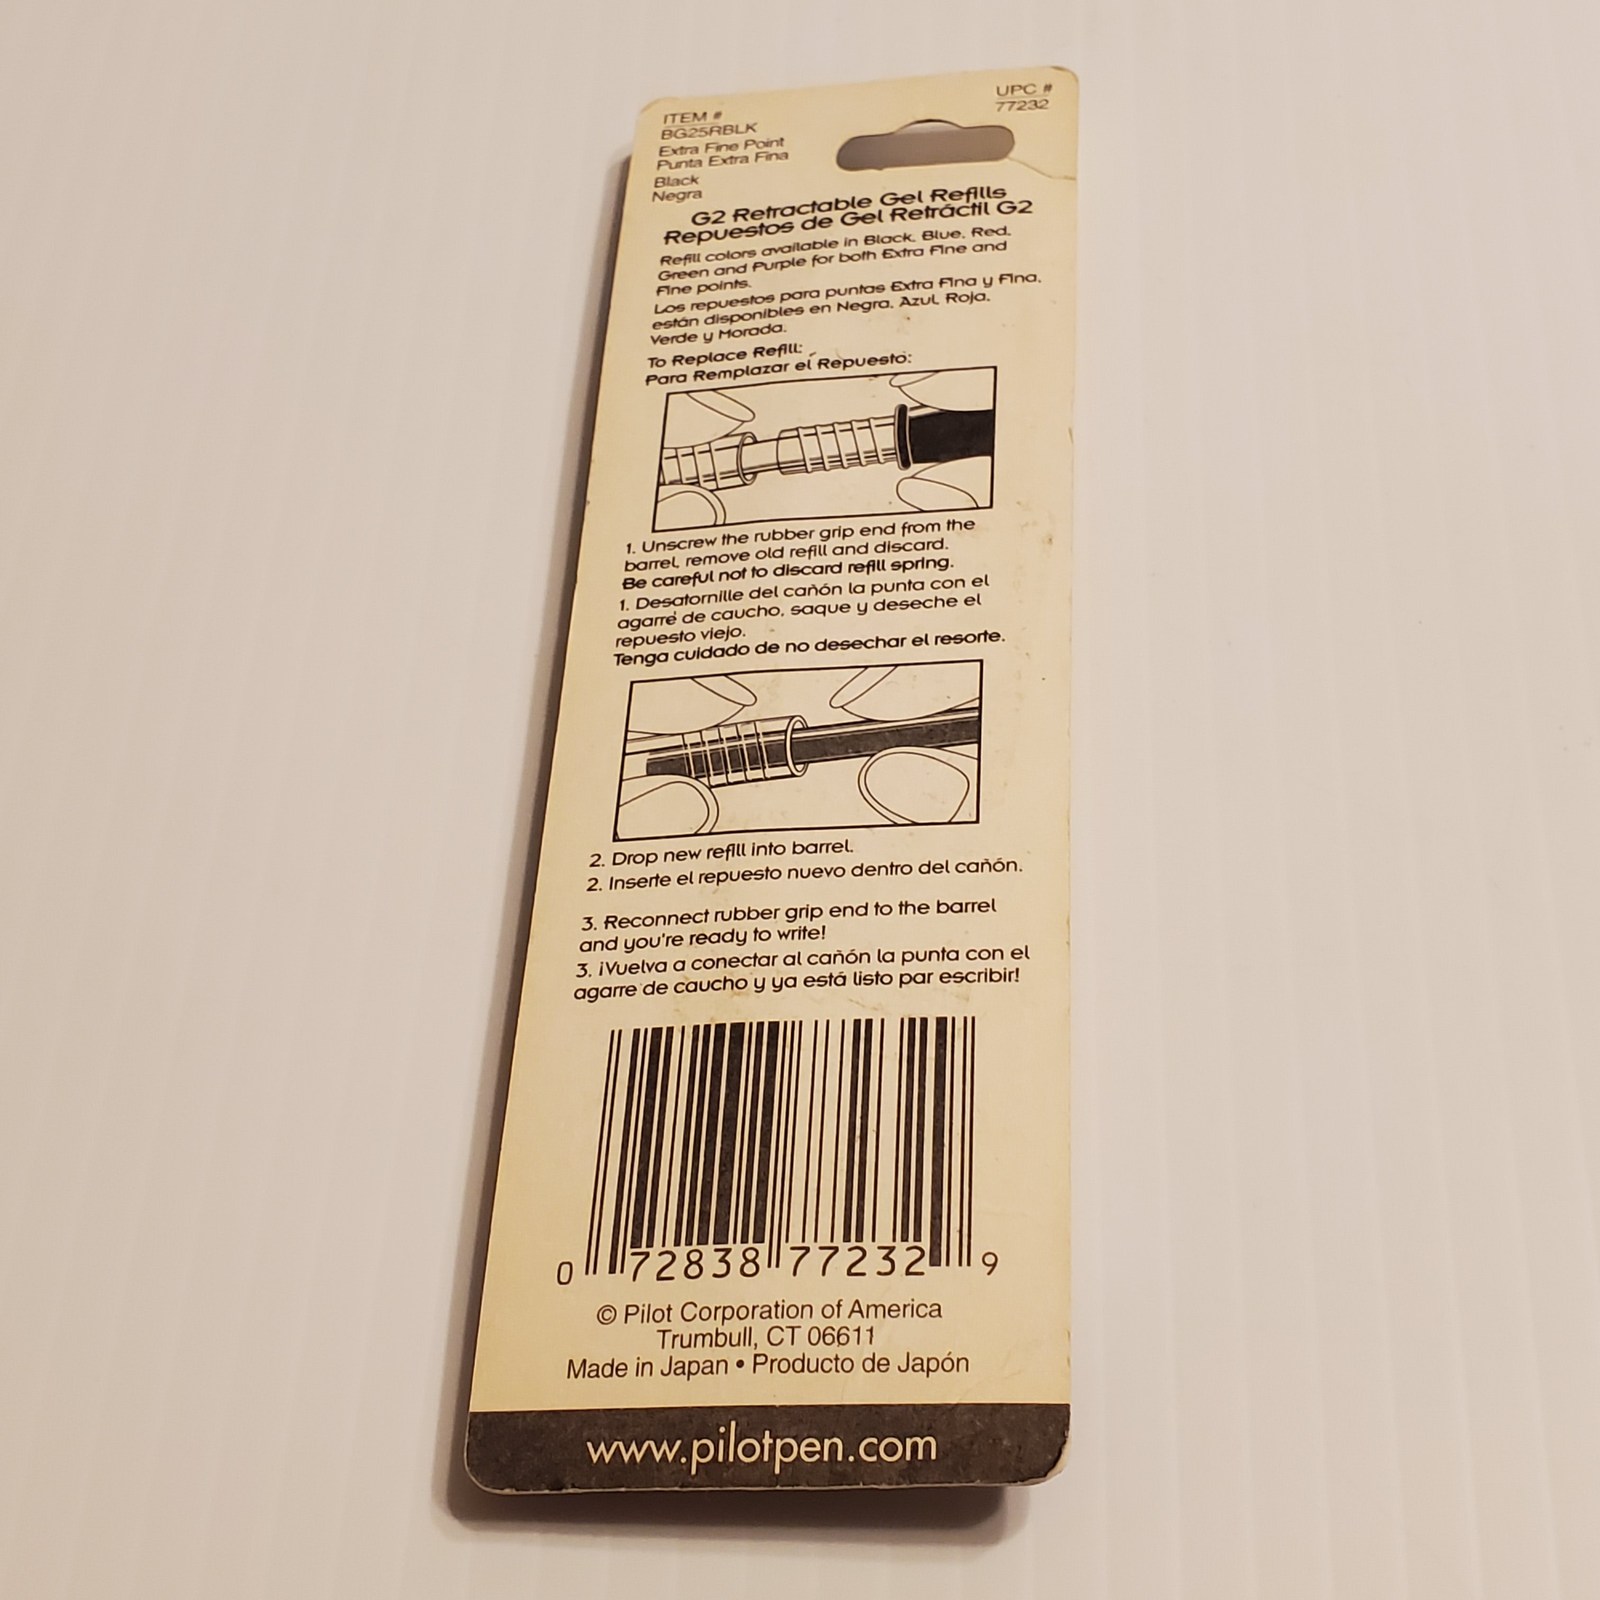 ITEM #
BG25RBLK
Extra Fine Point
Punta Extra Fina
Black
Negra
UPC #
77232
G2 Retractable Gel Refills
Repuestos de Gel Retráctil G2
Refill colors available in Black, Blue, Red,
Green and Purple for both Extra Fine and
Fine points.
Los repuestos para puntas Extra Fina y Fina,
están disponibles en Negra, Azul, Roja,
Verde y Morada.
To Replace Refill:
Para Remplazar el Repuesto:
1. Unscrew the rubber grip end from the
barrel, remove old refill and discard.
Be careful not to discard refill spring.
1. Desatornille del cañón la punta con el
agarre de caucho, saque y deseche el
repuesto viejo.
Tenga cuidado de no desechar el resorte.
2. Drop new refill into barrel.
2. Inserte el repuesto nuevo dentro del cañón.
3. Reconnect rubber grip end to the barrel
and you're ready to write!
3. ¡Vuelva a conectar al cañón la punta con el
agarre de caucho y ya está listo par escribir!
0 72838 77232 9
© Pilot Corporation of America
Trumbull, CT 06611
Made in Japan • Producto de Japón
www.pilotpen.com